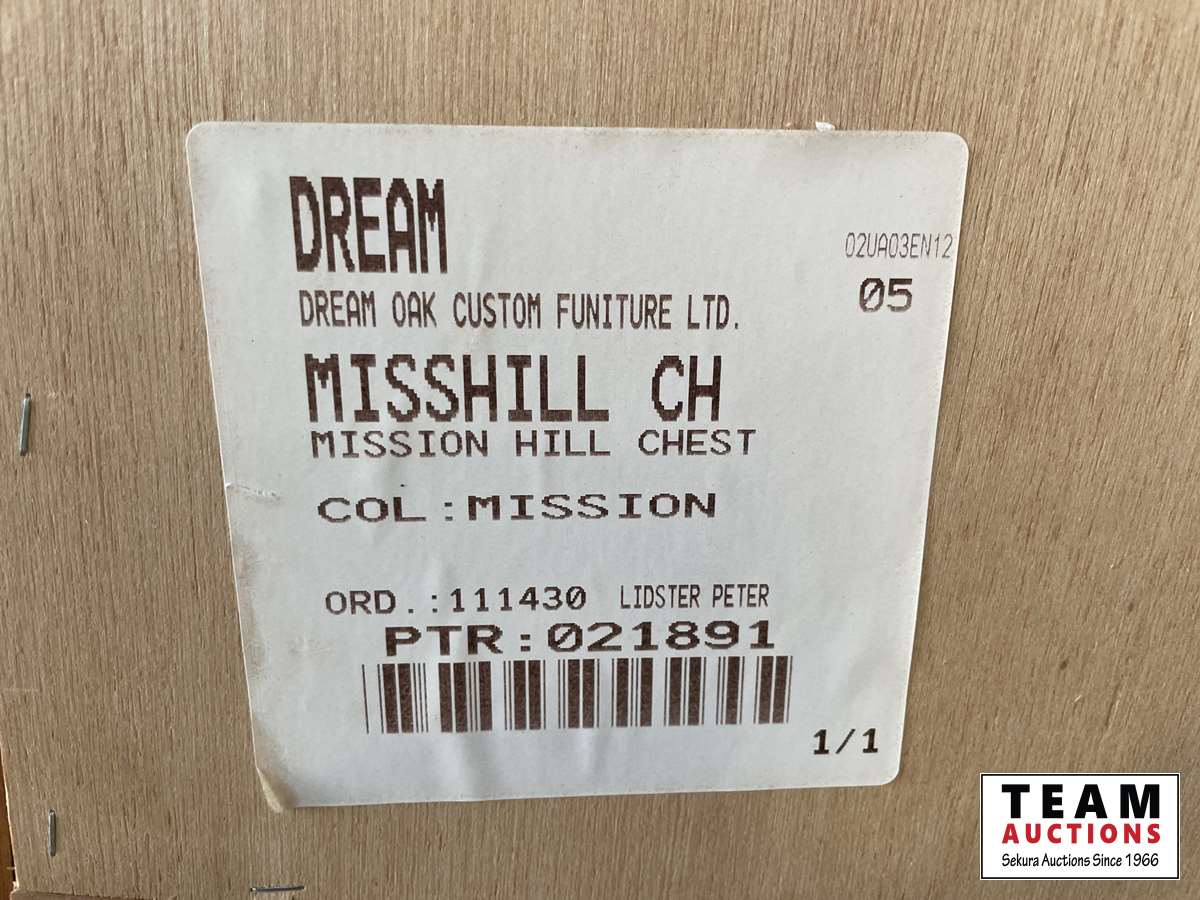 DREAM
02UA03EN12
05
DREAM OAK CUSTOM FUNITURE LTD.
MISSHILL CH
MISSION HILL CHEST
COL:MISSION
ORD.:111430 LIDSTER PETER
PTR:021891
1/1
TEAM
AUCTIONS
Sekura Auctions Since 1966